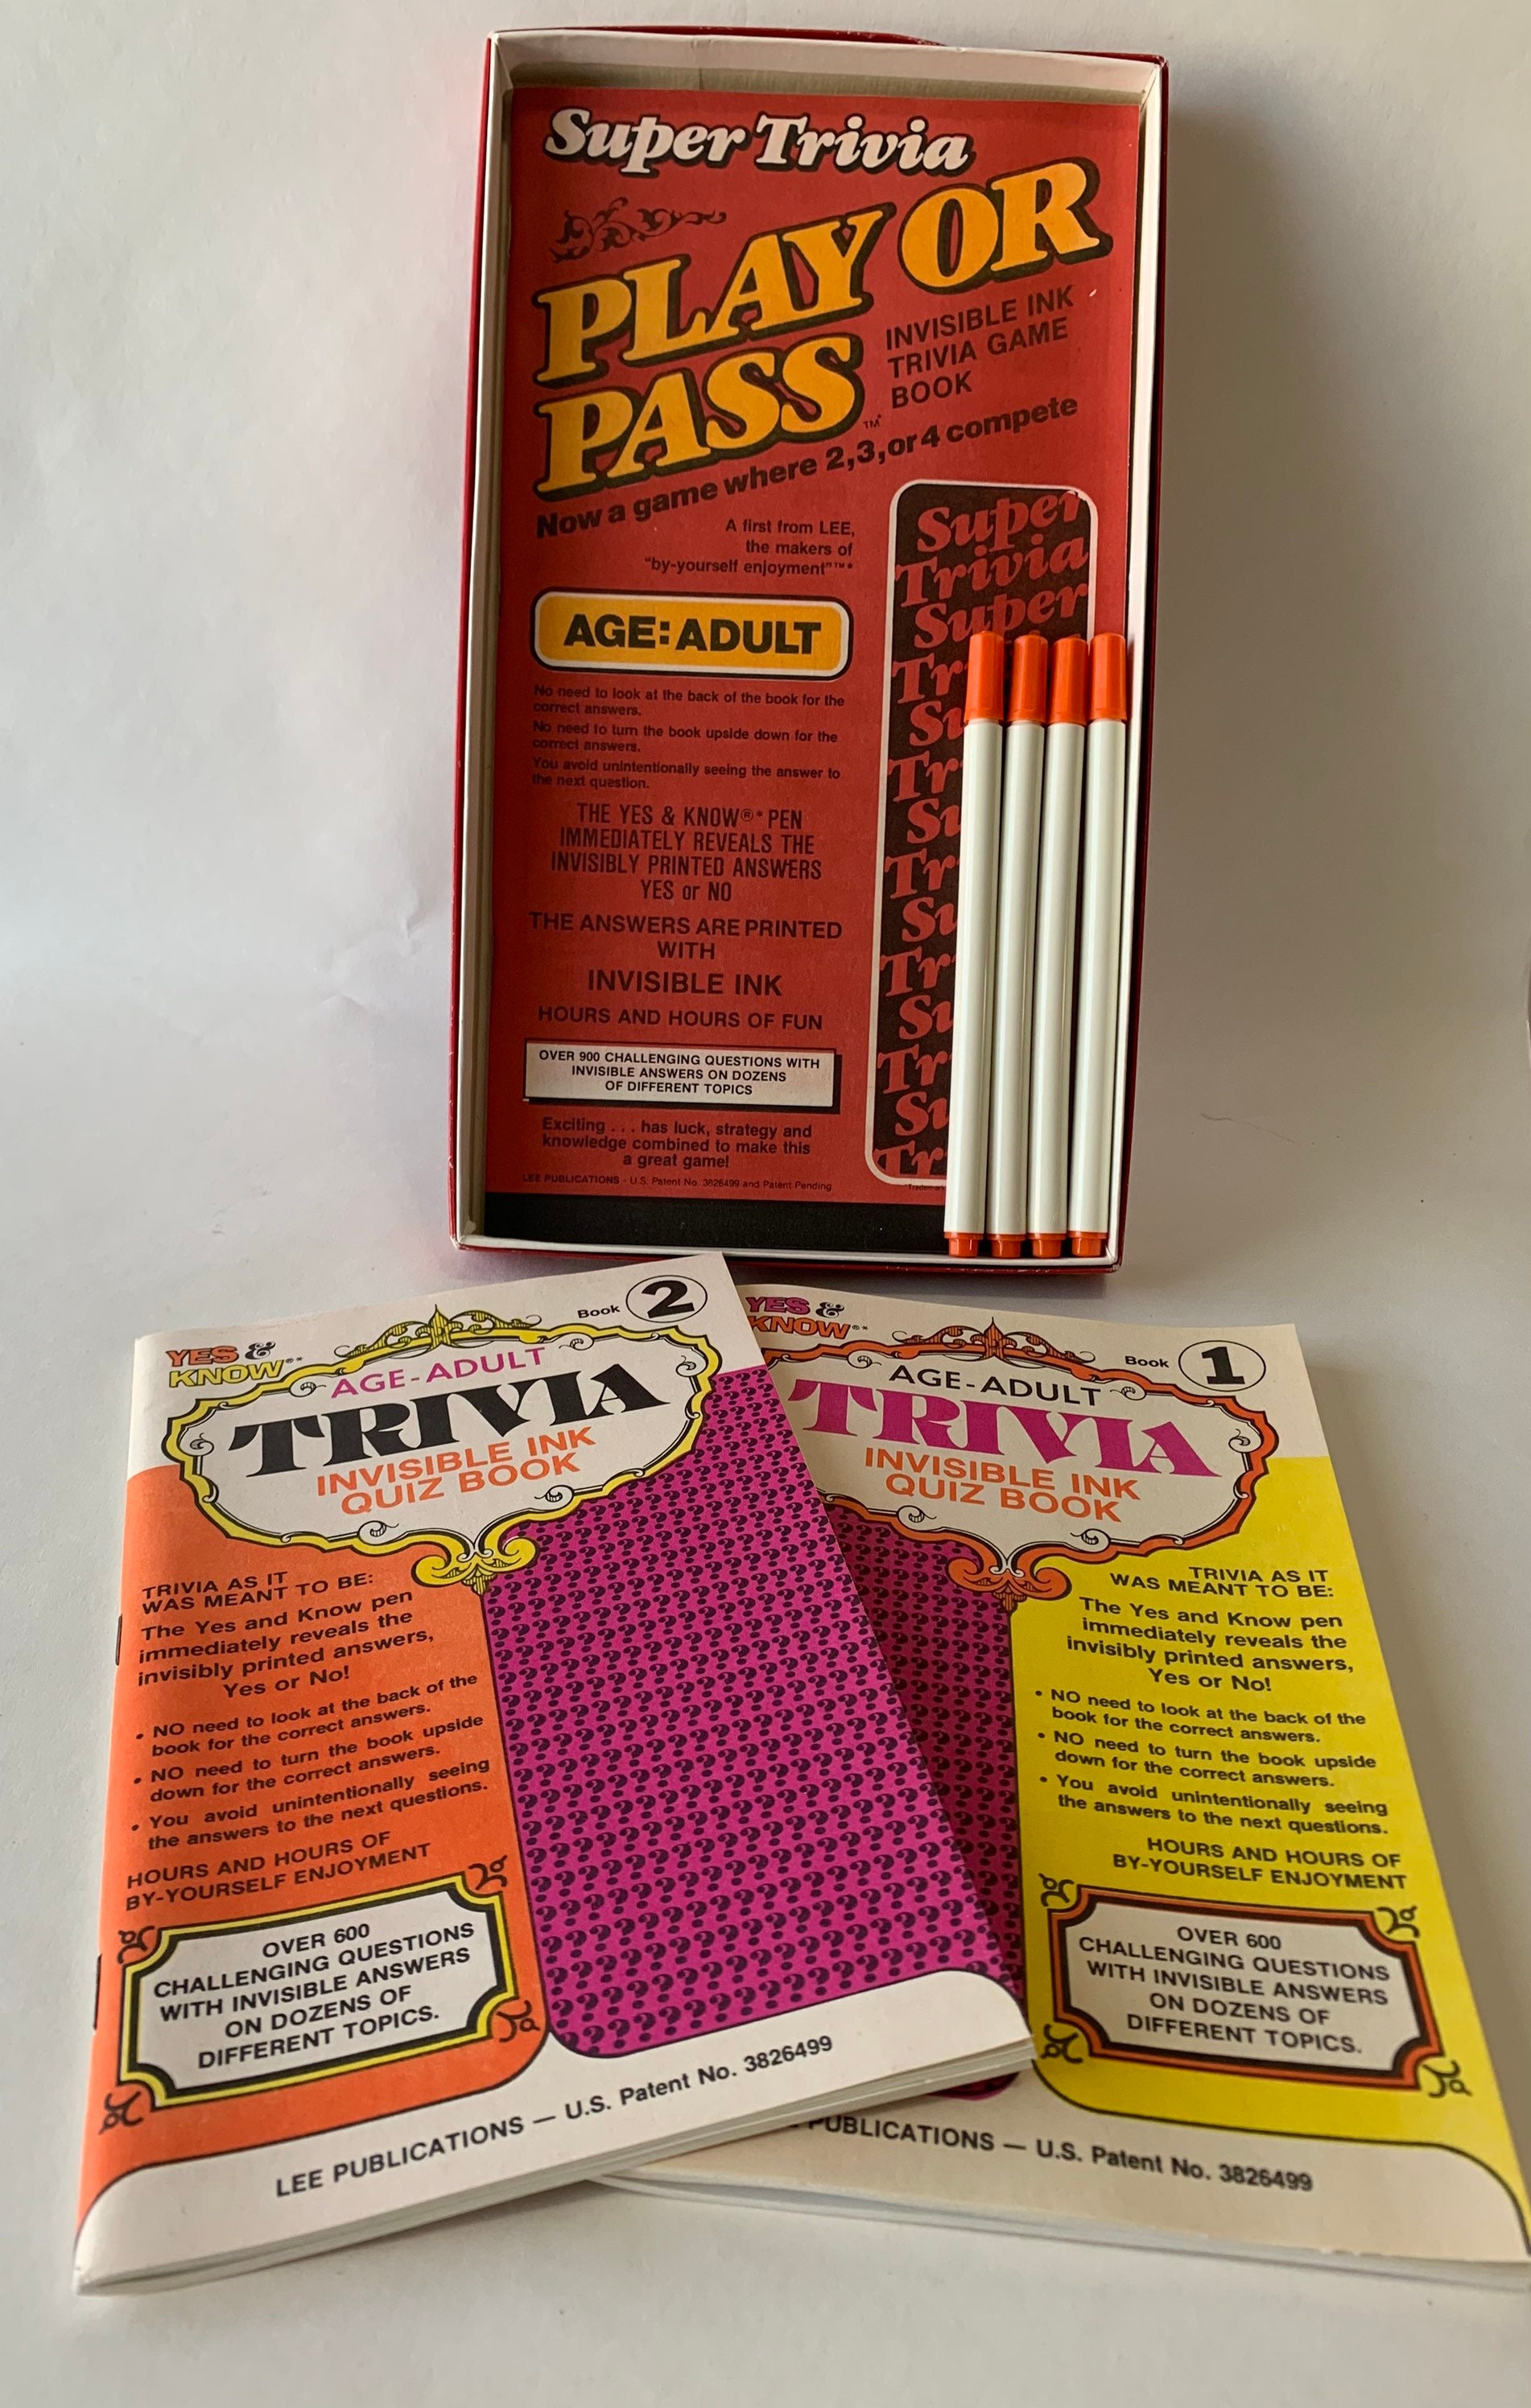 Super Trivia
PLAY OR
PASS™
INVISIBLE INK
TRIVIA GAME
BOOK
Now a game where 2,3,or 4 compete
A first from LEE,
the makers of
"by-yourself enjoyment"™*
AGE: ADULT
No need to look at the back of the book for the
correct answers.
No need to turn the book upside down for the
correct answers.
You avoid unintentionally seeing the answer to
the next question.
THE YES & KNOW®* PEN
IMMEDIATELY REVEALS THE
INVISIBLY PRINTED ANSWERS
YES or NO
THE ANSWERS ARE PRINTED
WITH
INVISIBLE INK
HOURS AND HOURS OF FUN
OVER 900 CHALLENGING QUESTIONS WITH
INVISIBLE ANSWERS ON DOZENS
OF DIFFERENT TOPICS
Exciting . . . has luck, strategy and
knowledge combined to make this
a great game!
LEE PUBLICATIONS - U.S. Patent No. 3826499 and Patent Pending
Super
Trivia
Super
Tr
Su
Tr
Su
Tr
Su
Tr
Su
Tr
Su
Tr
YES &
KNOW®*
Book 2
AGE-ADULT
TRIVIA
INVISIBLE INK
QUIZ BOOK
TRIVIA AS IT
WAS MEANT TO BE:
The Yes and Know pen
immediately reveals the
invisibly printed answers,
Yes or No!
• NO need to look at the back of the
book for the correct answers.
• NO need to turn the book upside
down for the correct answers.
• You avoid unintentionally seeing
the answers to the next questions.
HOURS AND HOURS OF
BY-YOURSELF ENJOYMENT
OVER 600
CHALLENGING QUESTIONS
WITH INVISIBLE ANSWERS
ON DOZENS OF
DIFFERENT TOPICS.
LEE PUBLICATIONS — U.S. Patent No. 3826499
YES &
KNOW®*
Book 1
AGE-ADULT
TRIVIA
INVISIBLE INK
QUIZ BOOK
TRIVIA AS IT
WAS MEANT TO BE:
The Yes and Know pen
immediately reveals the
invisibly printed answers,
Yes or No!
• NO need to look at the back of the
book for the correct answers.
• NO need to turn the book upside
down for the correct answers.
• You avoid unintentionally seeing
the answers to the next questions.
HOURS AND HOURS OF
BY-YOURSELF ENJOYMENT
OVER 600
CHALLENGING QUESTIONS
WITH INVISIBLE ANSWERS
ON DOZENS OF
DIFFERENT TOPICS.
PUBLICATIONS — U.S. Patent No. 3826499